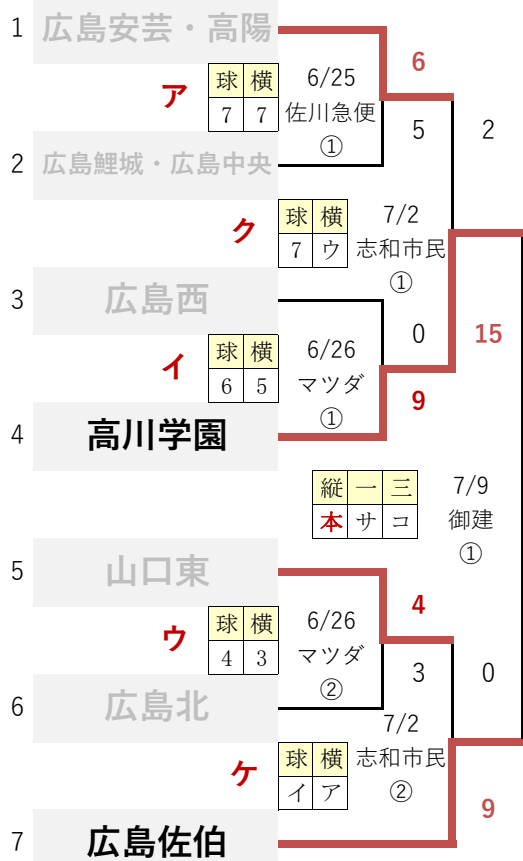 1 広島安芸・高陽
6
ア 球 横 6/25
7 7 佐川急便
① 5 2
2 広島鯉城・広島中央
ク 球 横 7/2
7 ウ 志和市民
①
3 広島西
0 15
イ 球 横 6/26
6 5 マツダ
① 9
4 高川学園
縦 一 三 7/9
本 サ コ 御建
①
5 山口東
4
ウ 球 横 6/26
4 3 マツダ
② 3 0
6 広島北
7/2
ケ 球 横 志和市民
イ ア ②
9
7 広島佐伯